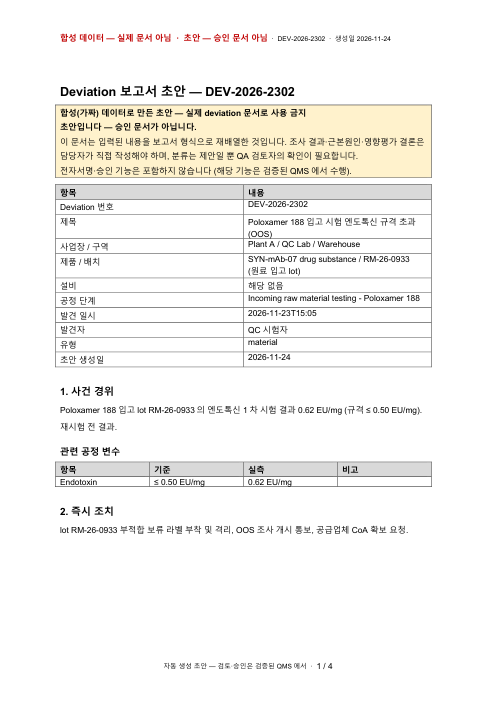 합성 데이터 — 실제 문서 아님 · 초안 — 승인 문서 아님 · DEV-2026-2302 · 생성일 2026-11-24
Deviation 보고서 초안 — DEV-2026-2302
합성(가짜) 데이터로 만든 초안 — 실제 deviation 문서로 사용 금지
초안입니다 — 승인 문서가 아닙니다.
이 문서는 입력된 내용을 보고서 형식으로 재배열한 것입니다. 조사 결과·근본원인·영향평가 결론은
담당자가 직접 작성해야 하며, 분류는 제안일 뿐 QA 검토자의 확인이 필요합니다.
전자서명·승인 기능은 포함하지 않습니다 (해당 기능은 검증된 QMS 에서 수행).
항목 내용
Deviation 번호 DEV-2026-2302
제목 Poloxamer 188 입고 시험 엔도톡신 규격 초과
(OOS)
사업장 / 구역 Plant A / QC Lab / Warehouse
제품 / 배치 SYN-mAb-07 drug substance / RM-26-0933
(원료 입고 lot)
설비 해당 없음
공정 단계 Incoming raw material testing - Poloxamer 188
발견 일시 2026-11-23T15:05
발견자 QC 시험자
유형 material
초안 생성일 2026-11-24
1. 사건 경위
Poloxamer 188 입고 lot RM-26-0933 의 엔도톡신 1 차 시험 결과 0.62 EU/mg (규격 ≤ 0.50 EU/mg).
재시험 전 결과.
관련 공정 변수
항목 기준 실측 비고
Endotoxin ≤ 0.50 EU/mg 0.62 EU/mg
2. 즉시 조치
lot RM-26-0933 부적합 보류 라벨 부착 및 격리, OOS 조사 개시 통보, 공급업체 CoA 확보 요청.
자동 생성 초안 — 검토·승인은 검증된 QMS 에서 · 1 / 4